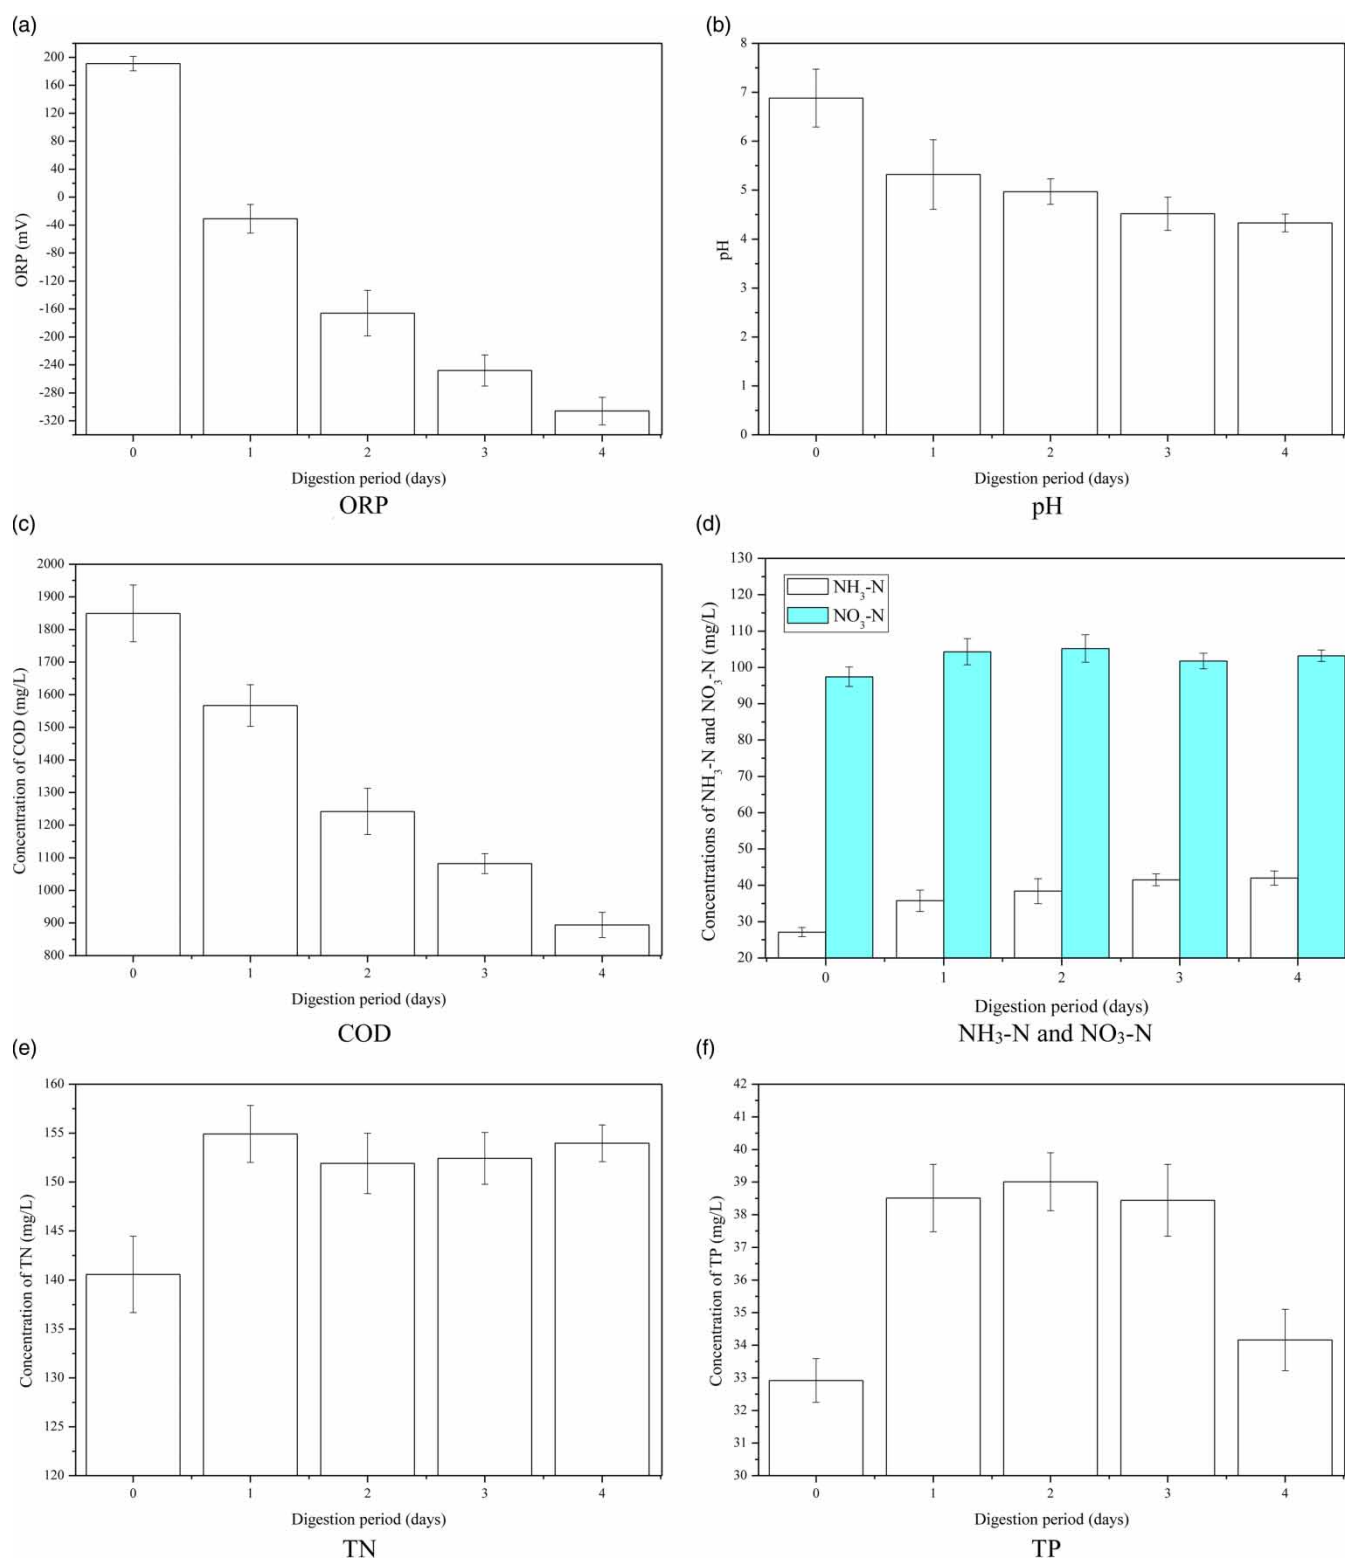 (a)
200
160
120
80
40
0
-40
-80
-120
-160
-200
-240
-280
-320
ORP (mV)
0 1 2 3 4
Digestion period (days)
ORP
(b)
8
7
6
5
4
3
2
1
0
pH
0 1 2 3 4
Digestion period (days)
pH
(c)
2000
1900
1800
1700
1600
1500
1400
1300
1200
1100
1000
900
800
Concentration of COD (mg/L)
0 1 2 3 4
Digestion period (days)
COD
(d)
130
120
110
100
90
80
70
60
50
40
30
20
Concentrations of NH₃-N and NO₃-N (mg/L)
NH₃-N
NO₃-N
0 1 2 3 4
Digestion period (days)
NH₃-N and NO₃-N
(e)
160
155
150
145
140
135
130
125
120
Concentration of TN (mg/L)
0 1 2 3 4
Digestion period (days)
TN
(f)
42
41
40
39
38
37
36
35
34
33
32
31
30
Concentration of TP (mg/L)
0 1 2 3 4
Digestion period (days)
TP